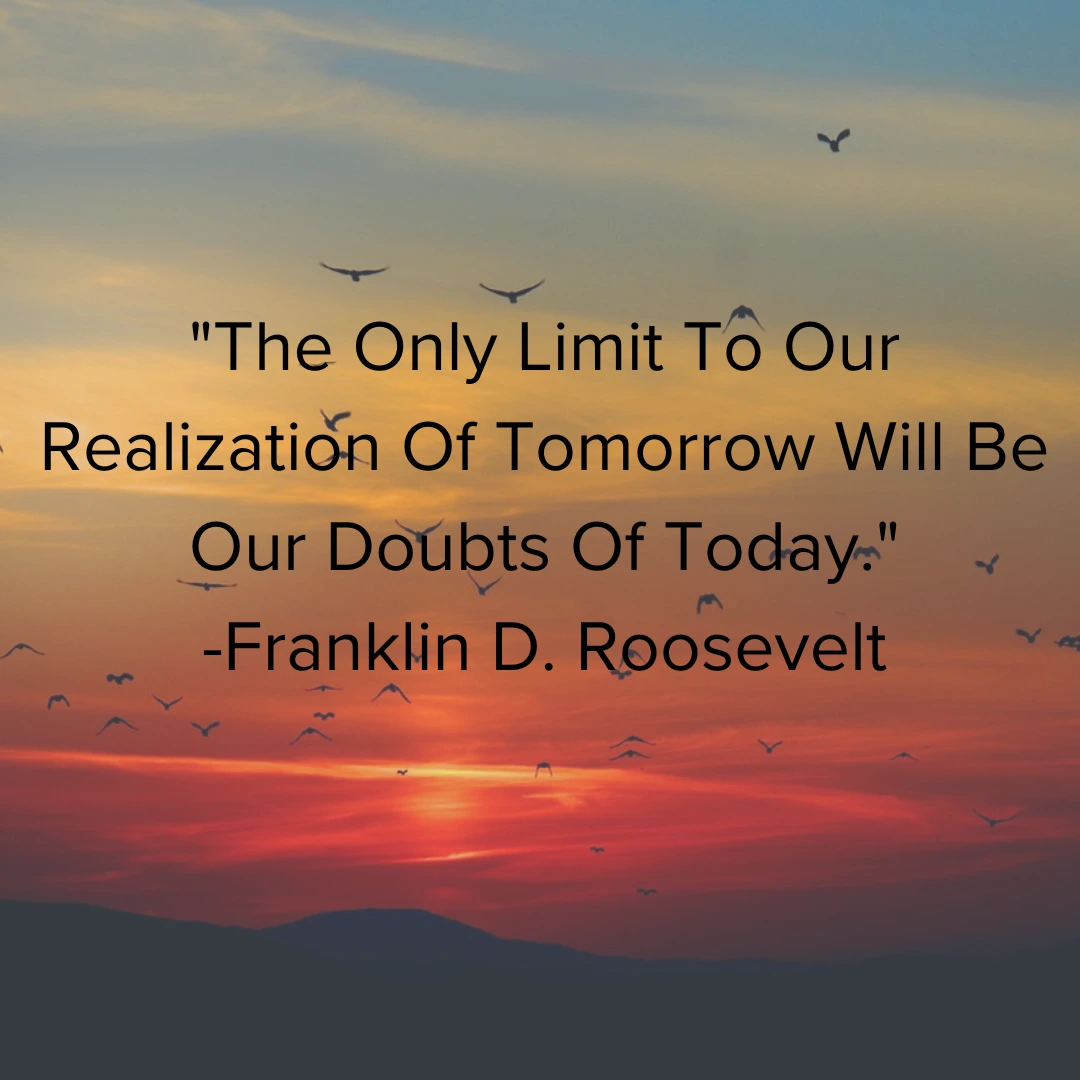 "The Only Limit To Our
Realization Of Tomorrow Will Be
Our Doubts Of Today."
-Franklin D. Roosevelt